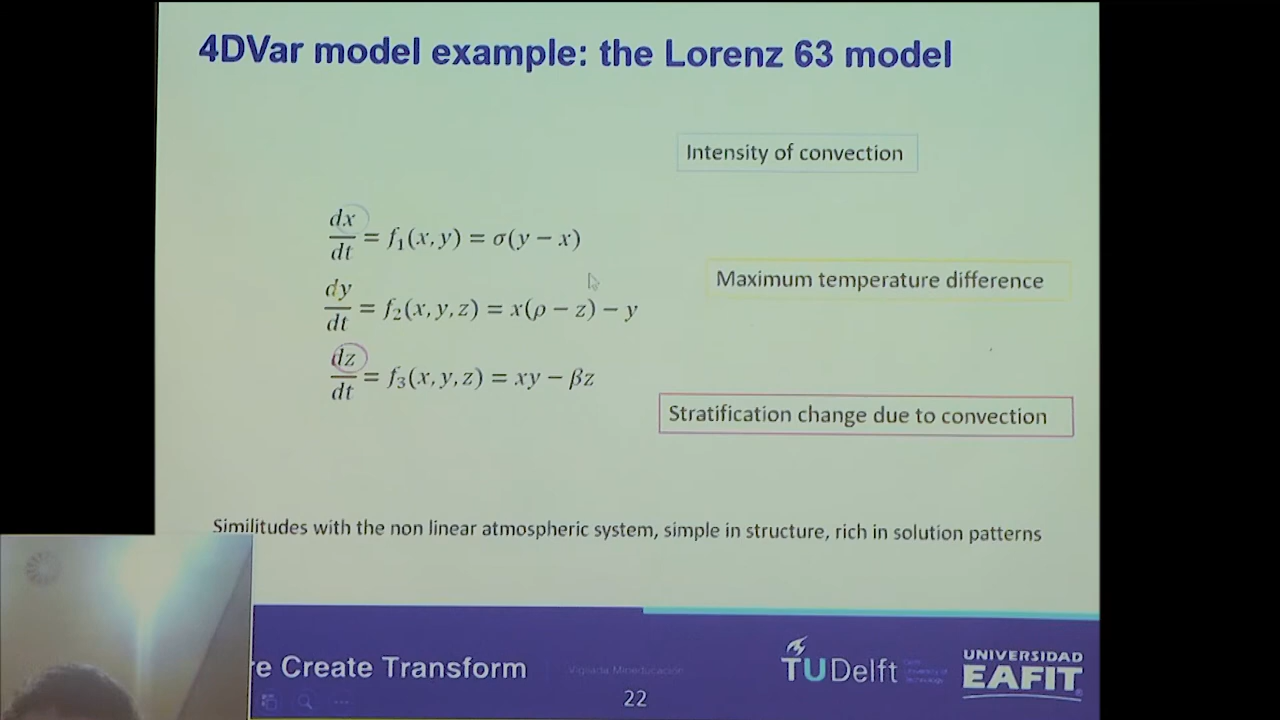 4DVar model example: the Lorenz 63 model
Intensity of convection
dx/dt = f₁(x, y) = σ(y − x)
Maximum temperature difference
dy/dt = f₂(x, y, z) = x(ρ − z) − y
dz/dt = f₃(x, y, z) = xy − βz
Stratification change due to convection
Similitudes with the non linear atmospheric system, simple in structure, rich in solution patterns
e Create Transform
Vigilada Mineducación
TUDelft
UNIVERSIDAD
EAFIT
22